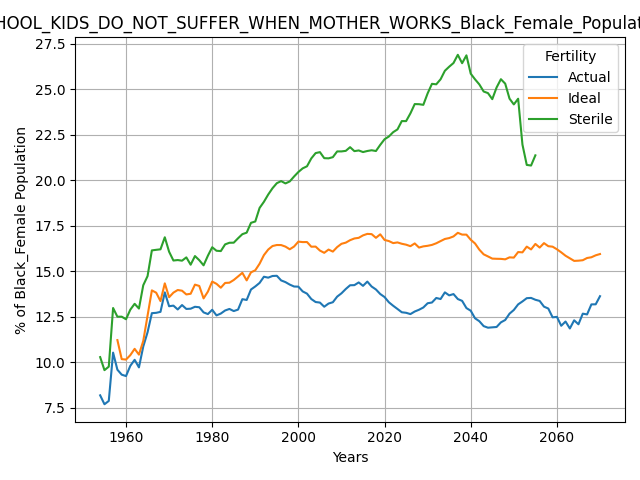 HOOL_KIDS_DO_NOT_SUFFER_WHEN_MOTHER_WORKS_Black_Female_Populat
27.5
25.0
22.5
20.0
17.5
15.0
12.5
10.0
7.5
% of Black_Female Population
Fertility
Actual
Ideal
Sterile
1960 1980 2000 2020 2040 2060
Years